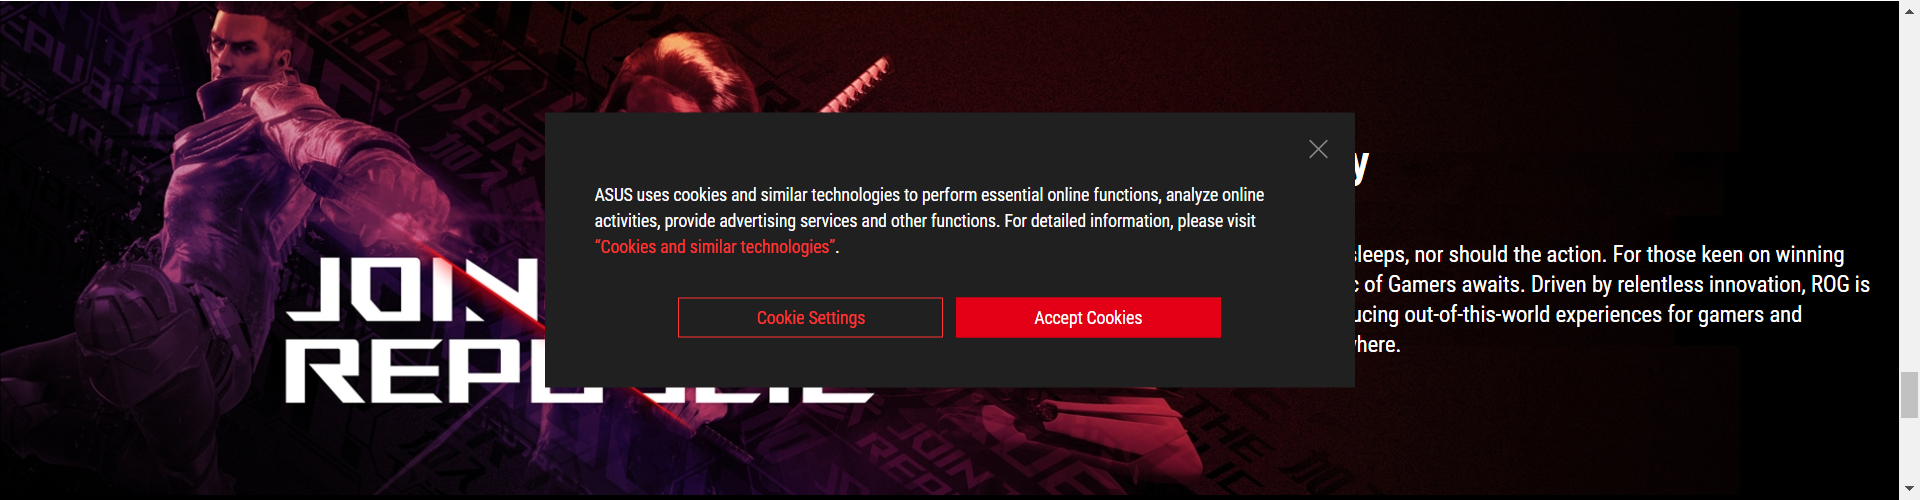 ASUS uses cookies and similar technologies to perform essential online functions, analyze online
activities, provide advertising services and other functions. For detailed information, please visit
“Cookies and similar technologies”.
Cookie Settings
Accept Cookies
JOIN
REPUBLIC
y
sleeps, nor should the action. For those keen on winning
c of Gamers awaits. Driven by relentless innovation, ROG is
ucing out-of-this-world experiences for gamers and
where.